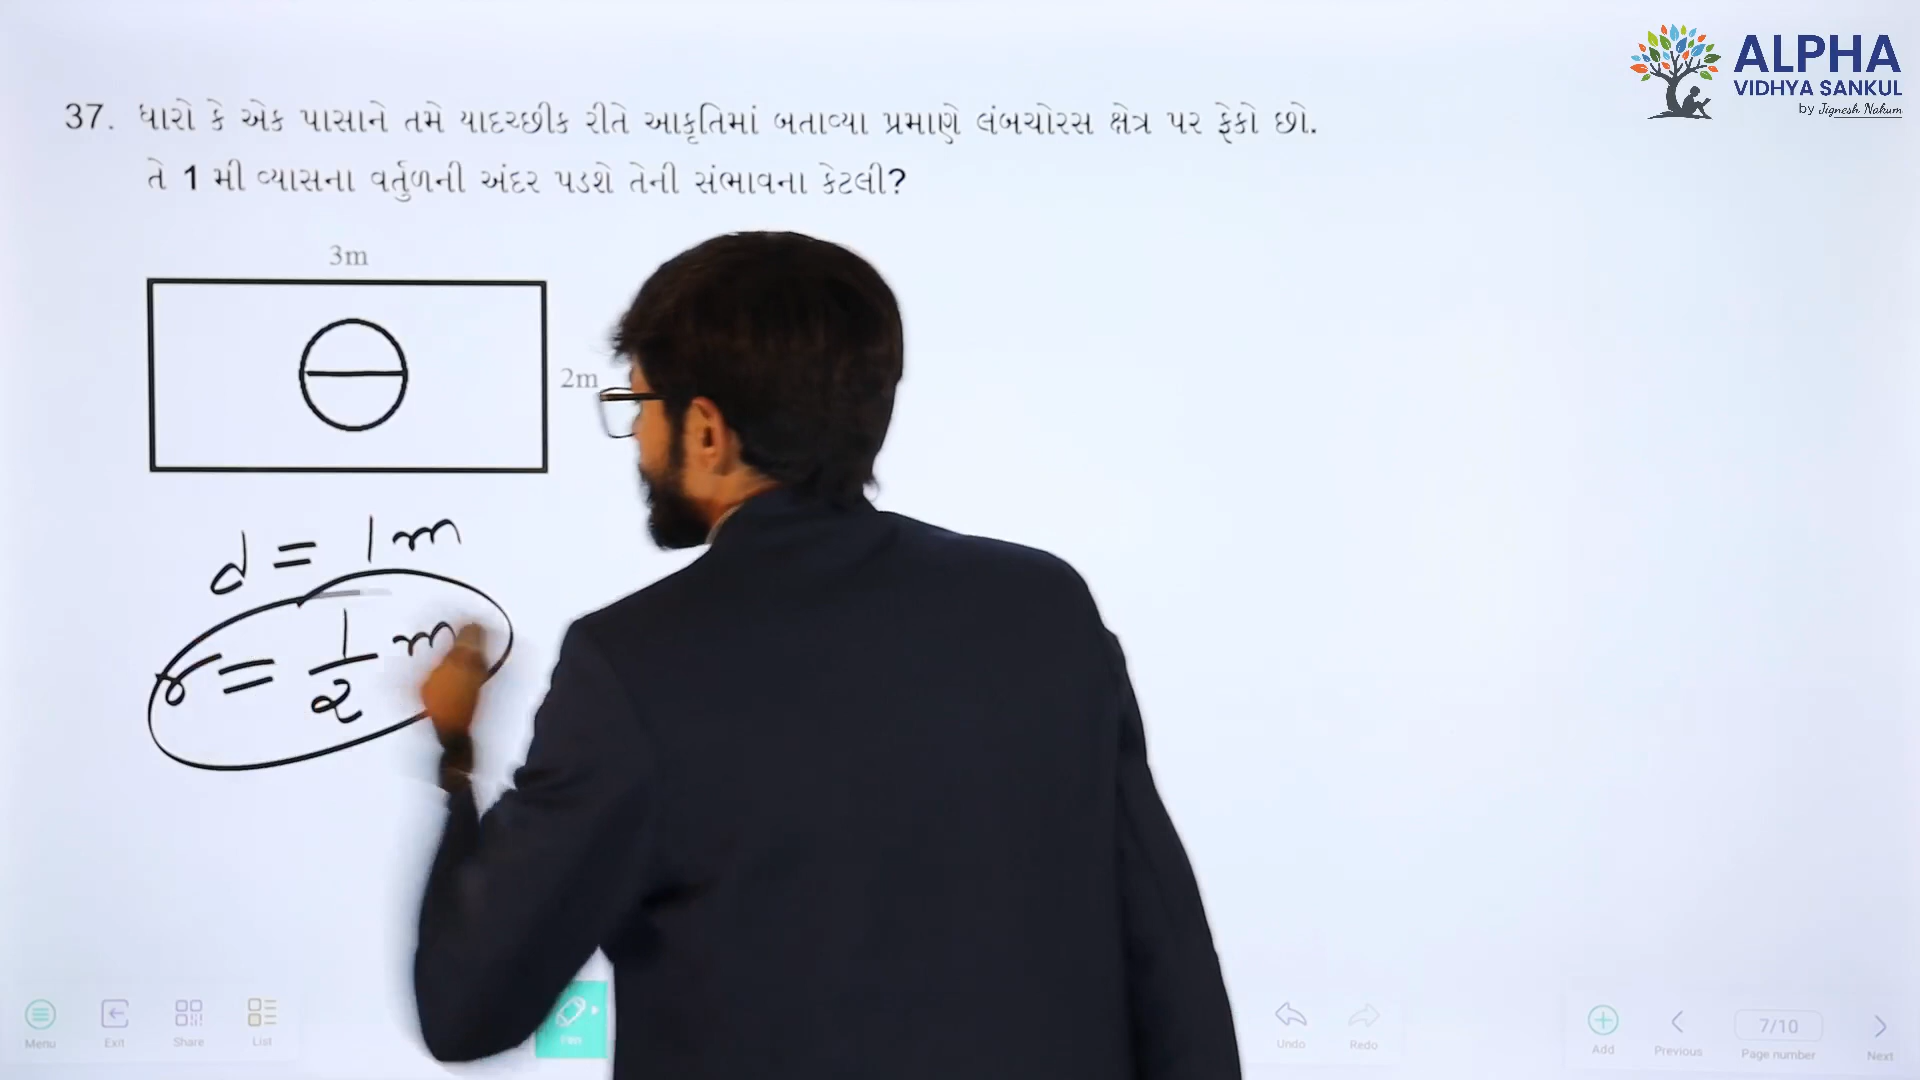 ALPHA
VIDHYA SANKUL
by Jignesh Nakum
37. ધારો કે એક પાસાને તમે યાદચ્છીક રીતે આકૃતિમાં બતાવ્યા પ્રમાણે લંબચોરસ ક્ષેત્ર પર ફેકો છો.
તે 1 મી વ્યાસના વર્તુળની અંદર પડશે તેની સંભાવના કેટલી?
3m
2m
d = 1 m
r = 1/2 m
Menu
Exit
Share
List
Pen
Undo
Redo
Add
Previous
7/10
Page number
Next